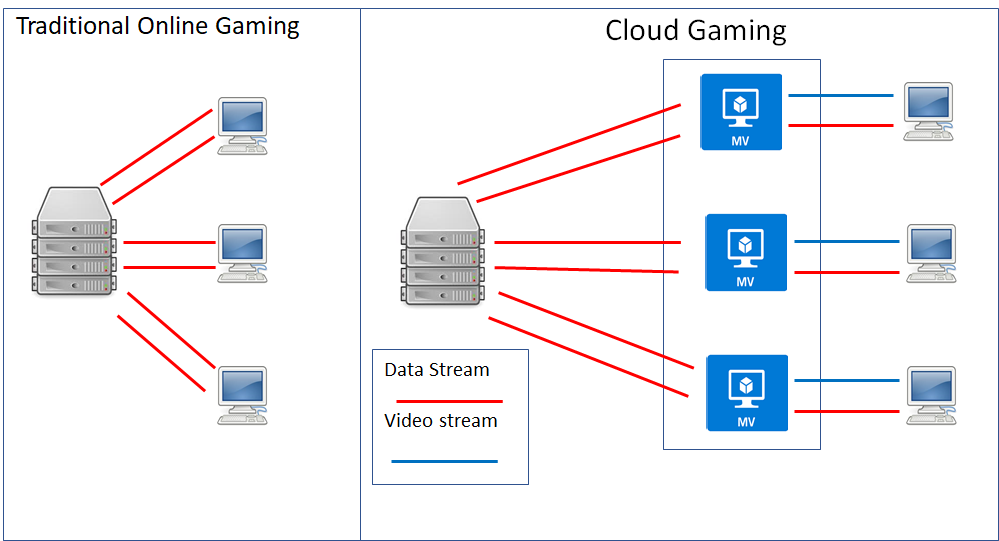 Traditional Online Gaming
Cloud Gaming
MV
MV
MV
Data Stream
Video stream